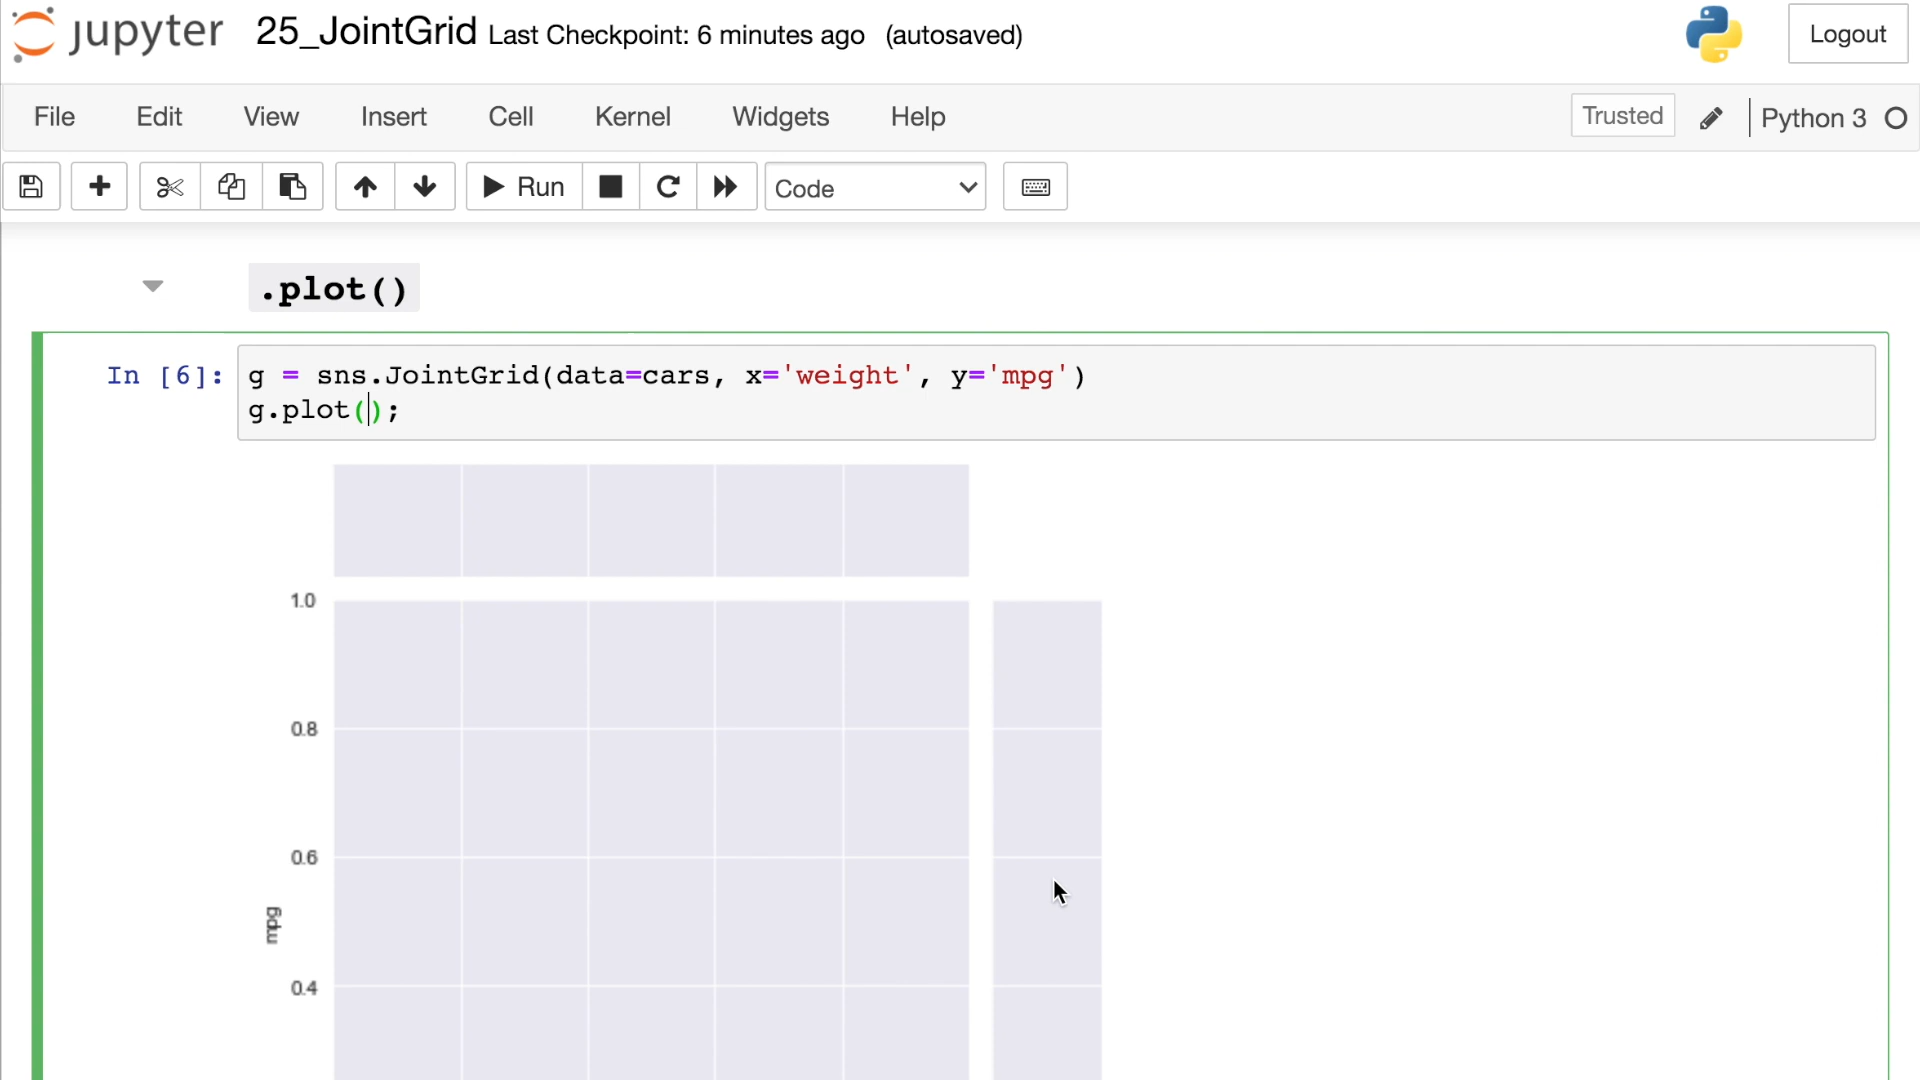 jupyter 25_JointGrid Last Checkpoint: 6 minutes ago (autosaved) Logout
File Edit View Insert Cell Kernel Widgets Help Trusted Python 3
Run Code
.plot()
In [6]: g = sns.JointGrid(data=cars, x='weight', y='mpg')
g.plot();
1.0
0.8
0.6
mpg
0.4